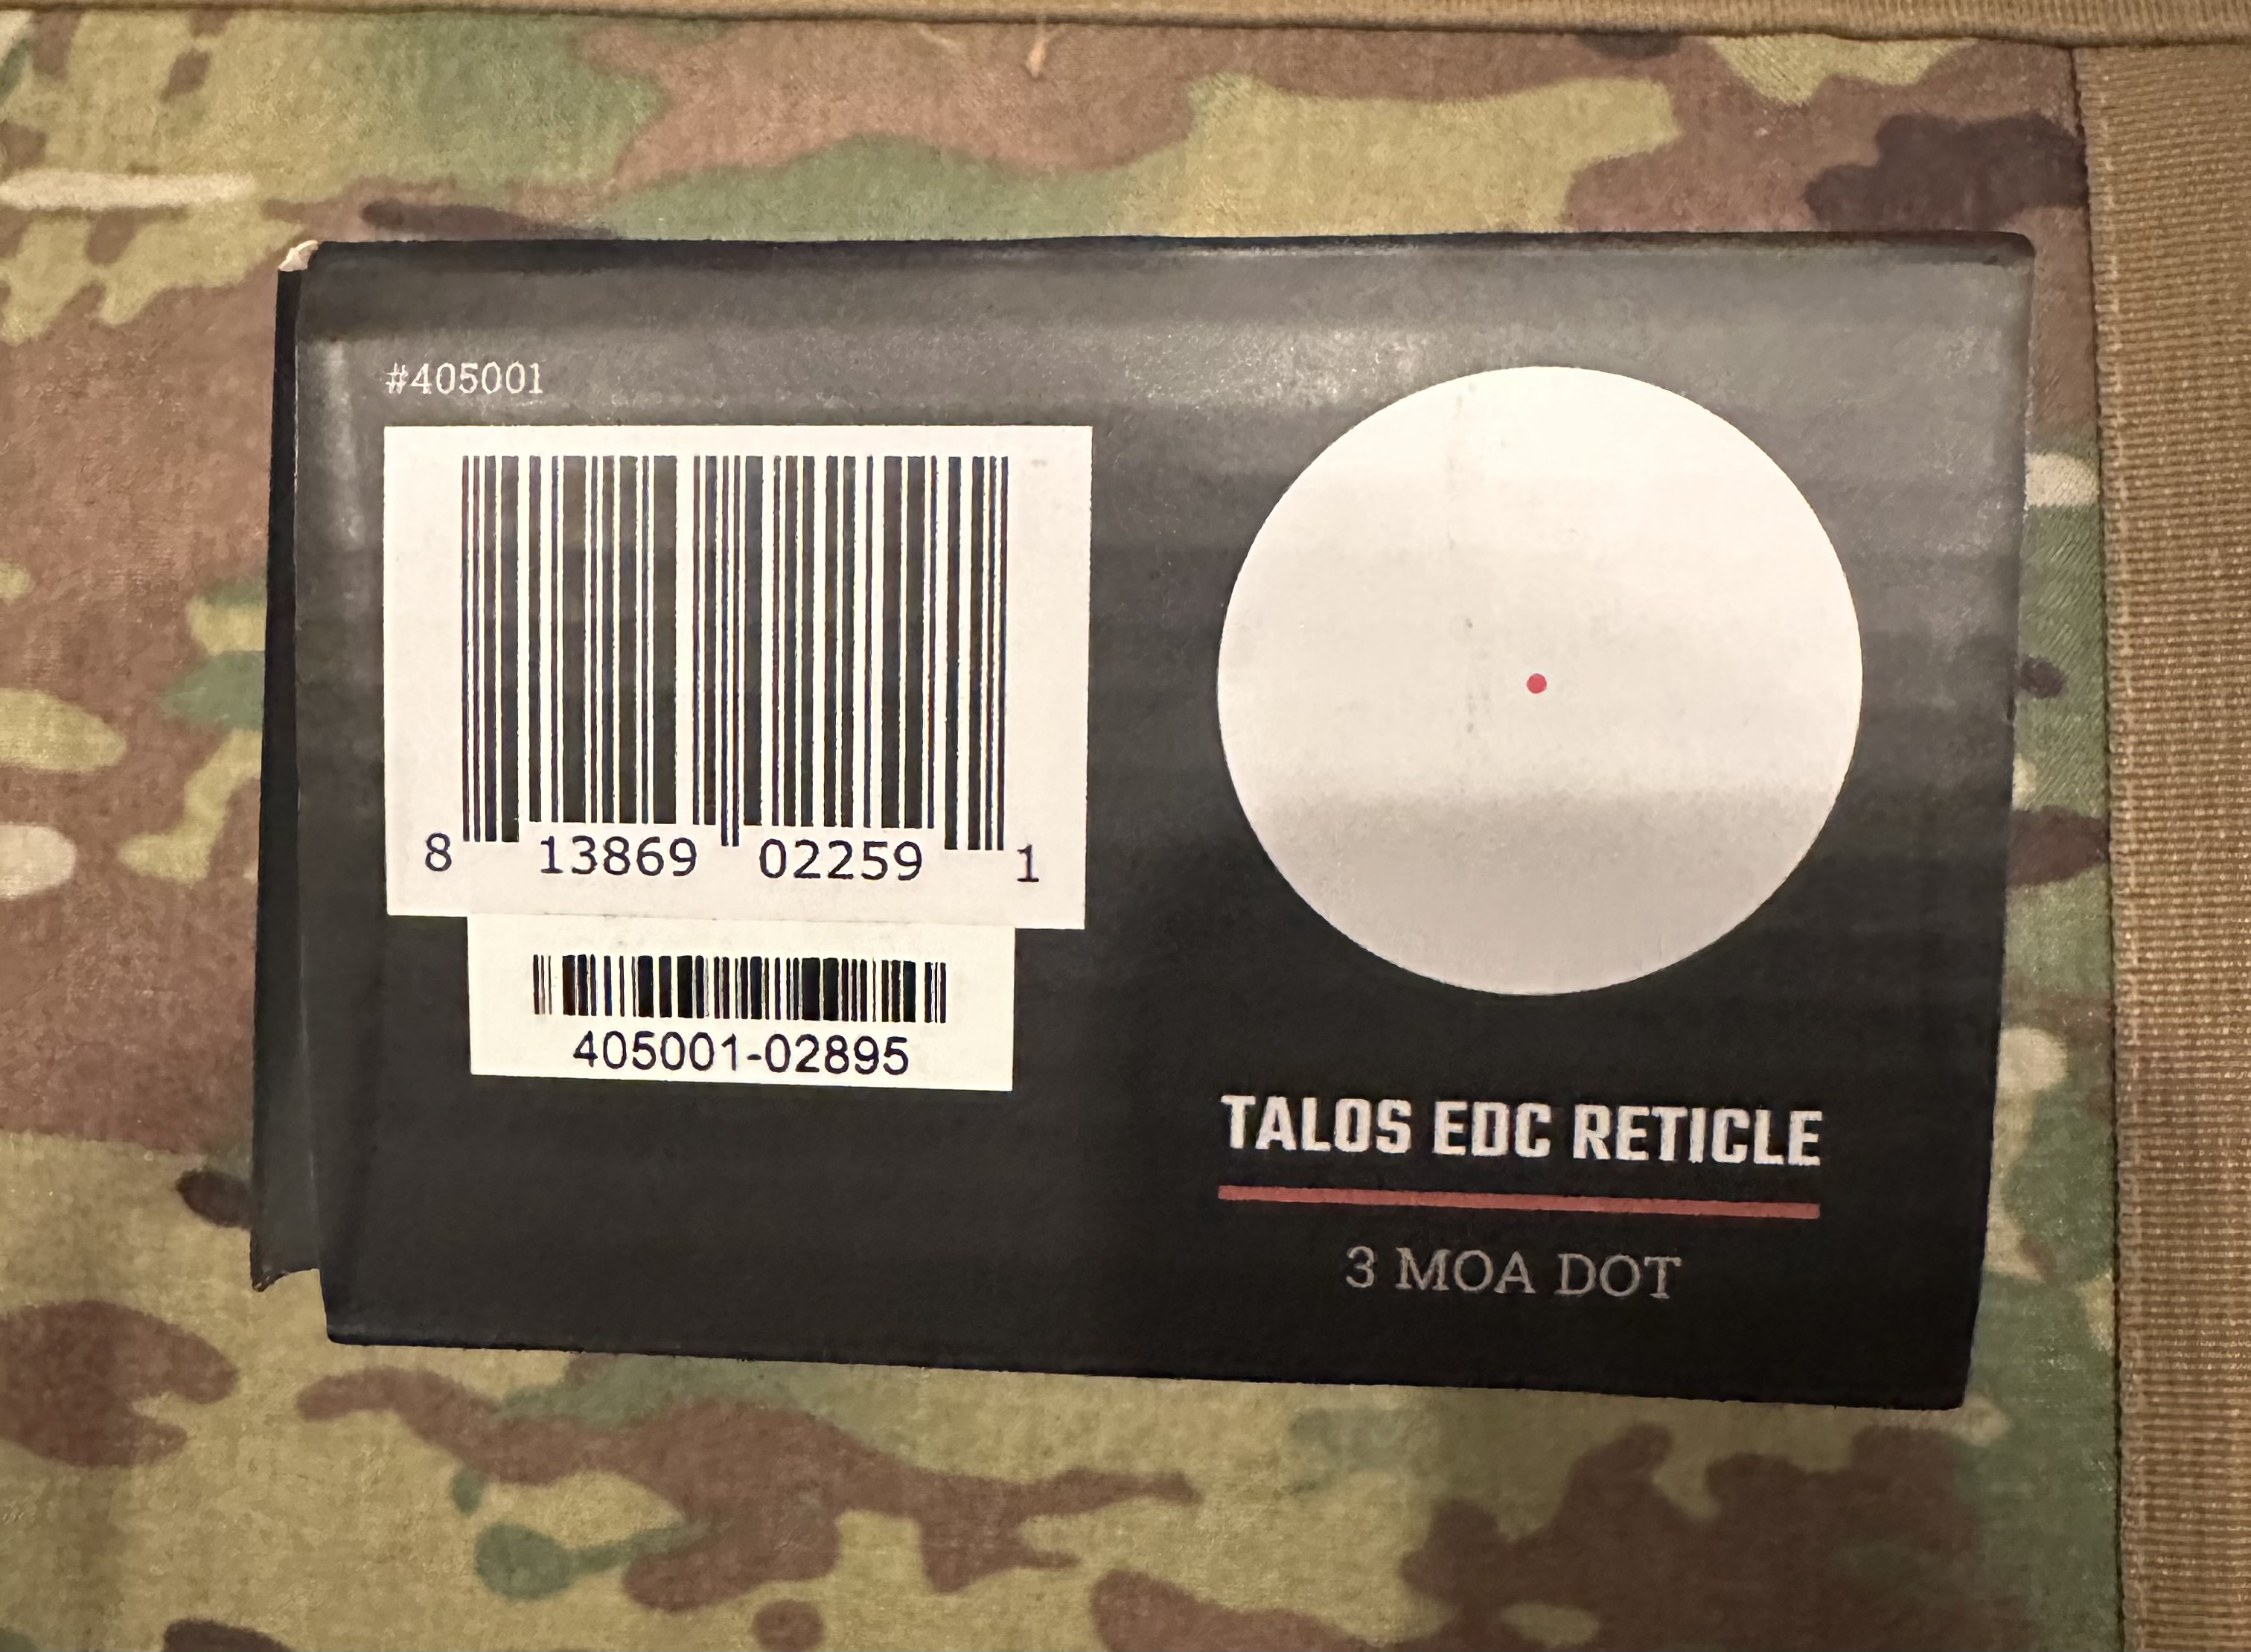 #405001
8 13869 02259 1
405001-02895
TALOS EDC RETICLE
3 MOA DOT